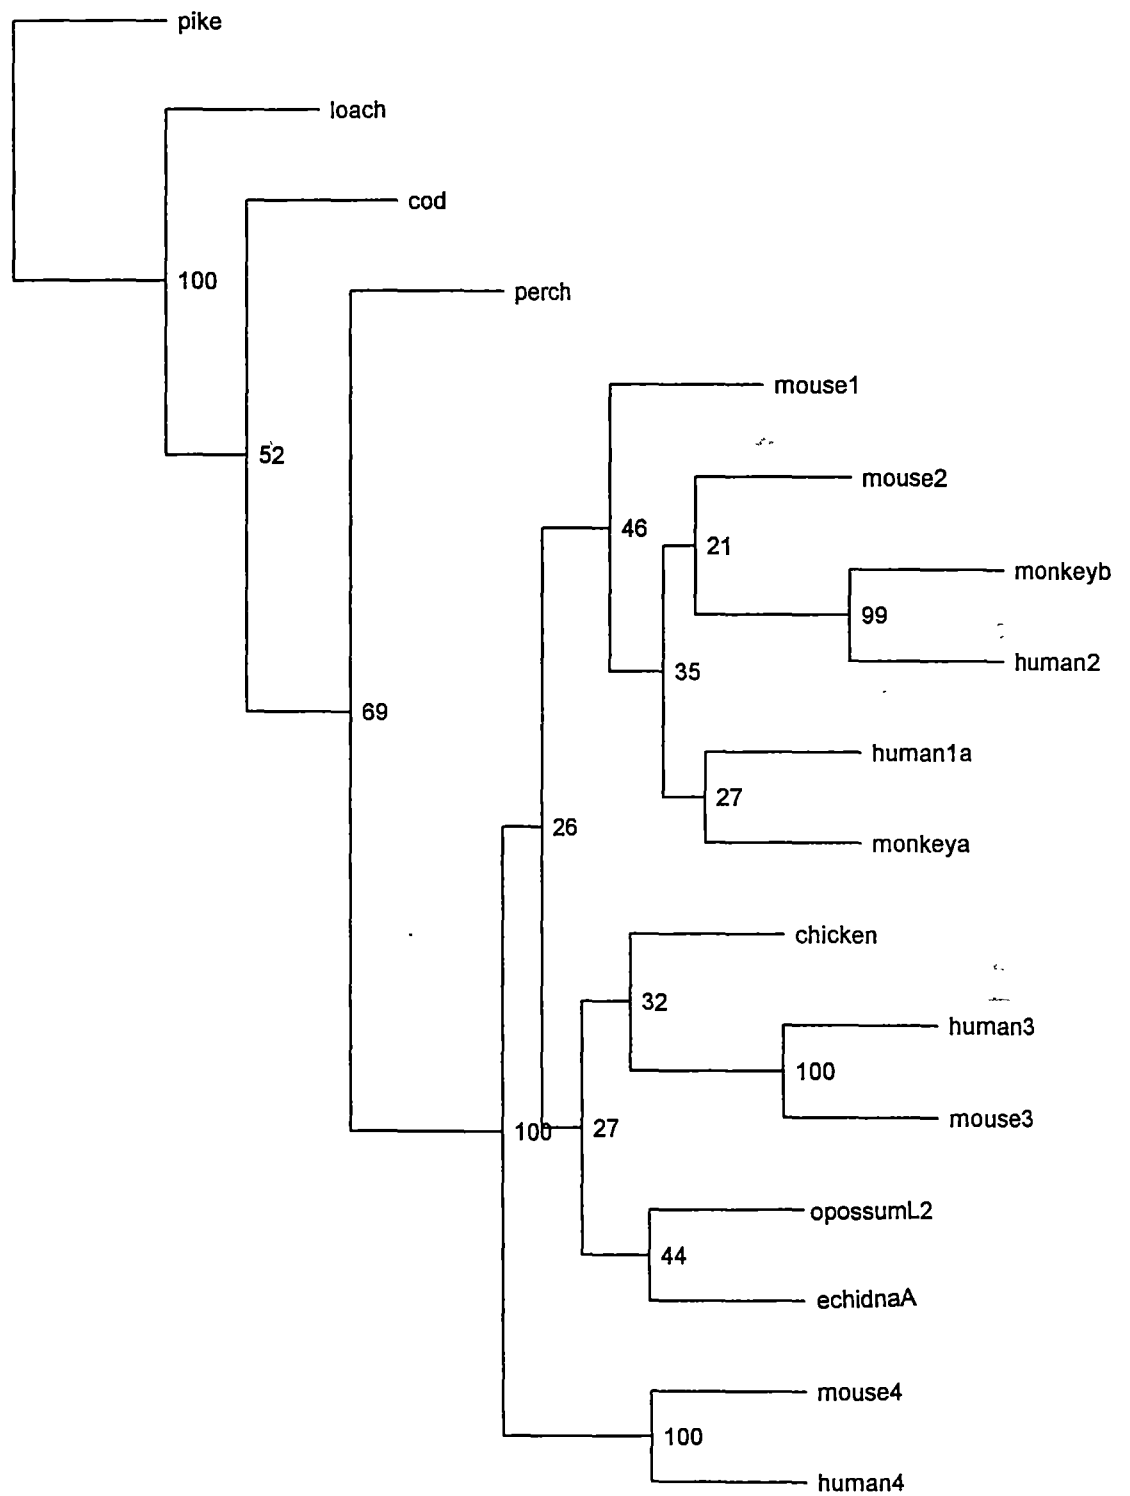 pike
loach
cod
100
perch
mouse1
52
mouse2
46
21
monkeyb
99
human2
35
69
human1a
27
26
monkeya
chicken
32
human3
100
mouse3
100
27
opossumL2
44
echidnaA
mouse4
100
human4